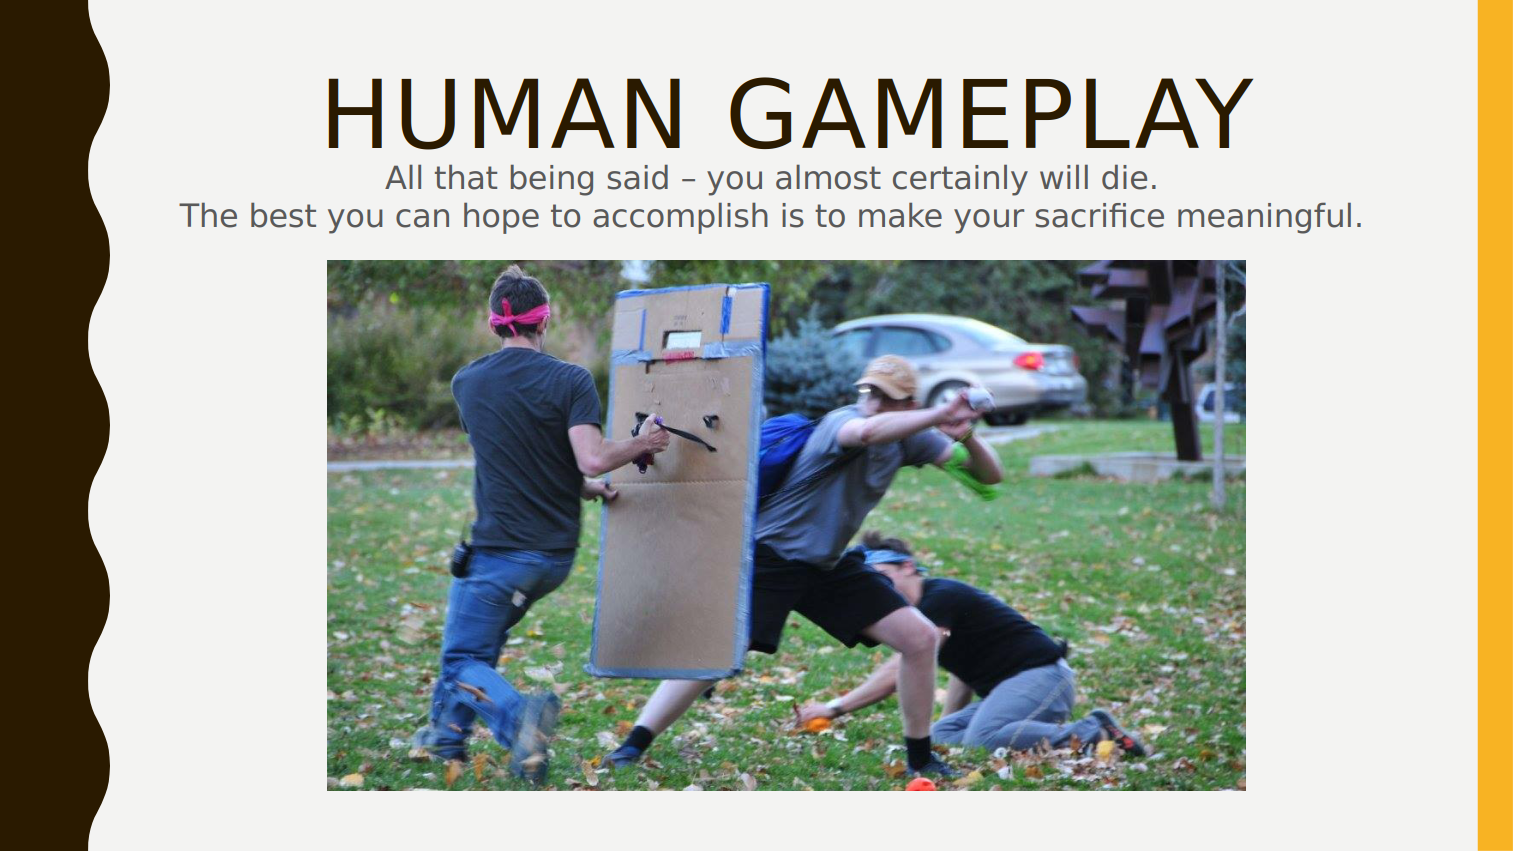 HUMAN GAMEPLAY
All that being said – you almost certainly will die.
The best you can hope to accomplish is to make your sacrifice meaningful.